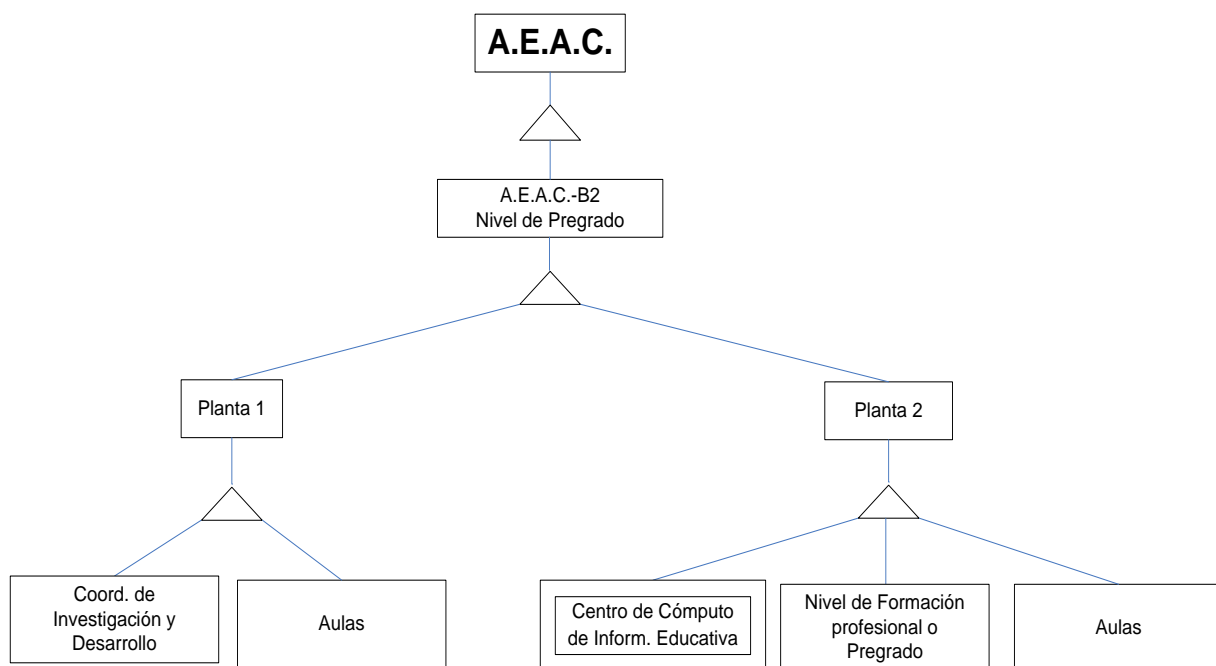 A.E.A.C.
A.E.A.C.-B2
Nivel de Pregrado
Planta 1
Planta 2
Coord. de
Investigación y
Desarrollo
Aulas
Centro de Cómputo
de Inform. Educativa
Nivel de Formación
profesional o
Pregrado
Aulas